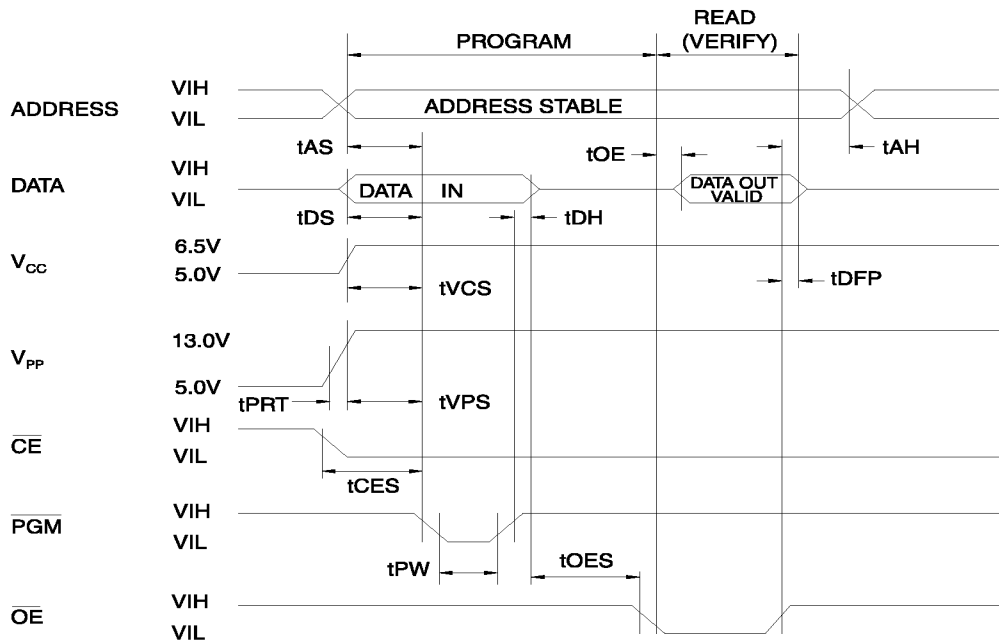 READ
PROGRAM (VERIFY)
VIH
ADDRESS ADDRESS STABLE
VIL
tAS tOE tAH
VIH
DATA DATA IN DATA OUT
VIL VALID
tDS tDH
6.5V
VCC
5.0V tVCS tDFP
13.0V
VPP
5.0V
tPRT tVPS
VIH
CE
VIL
tCES
VIH
PGM
VIL
tPW tOES
VIH
OE
VIL